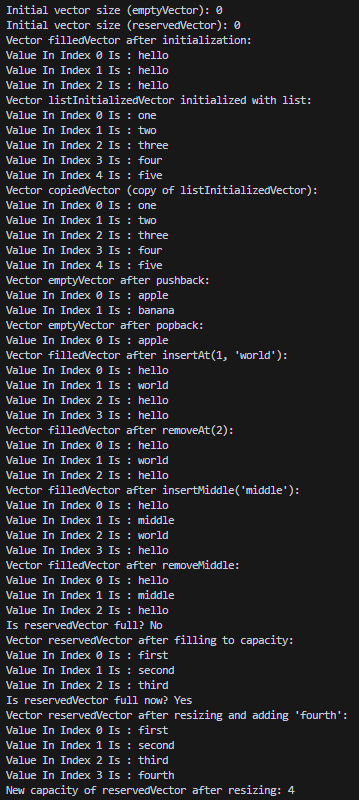 Initial vector size (emptyVector): 0
Initial vector size (reservedVector): 0
Vector filledVector after initialization:
Value In Index 0 Is : hello
Value In Index 1 Is : hello
Value In Index 2 Is : hello
Vector listInitializedVector initialized with list:
Value In Index 0 Is : one
Value In Index 1 Is : two
Value In Index 2 Is : three
Value In Index 3 Is : four
Value In Index 4 Is : five
Vector copiedVector (copy of listInitializedVector):
Value In Index 0 Is : one
Value In Index 1 Is : two
Value In Index 2 Is : three
Value In Index 3 Is : four
Value In Index 4 Is : five
Vector emptyVector after pushback:
Value In Index 0 Is : apple
Value In Index 1 Is : banana
Vector emptyVector after popback:
Value In Index 0 Is : apple
Vector filledVector after insertAt(1, 'world'):
Value In Index 0 Is : hello
Value In Index 1 Is : world
Value In Index 2 Is : hello
Value In Index 3 Is : hello
Vector filledVector after removeAt(2):
Value In Index 0 Is : hello
Value In Index 1 Is : world
Value In Index 2 Is : hello
Vector filledVector after insertMiddle('middle'):
Value In Index 0 Is : hello
Value In Index 1 Is : middle
Value In Index 2 Is : world
Value In Index 3 Is : hello
Vector filledVector after removeMiddle:
Value In Index 0 Is : hello
Value In Index 1 Is : middle
Value In Index 2 Is : hello
Is reservedVector full? No
Vector reservedVector after filling to capacity:
Value In Index 0 Is : first
Value In Index 1 Is : second
Value In Index 2 Is : third
Is reservedVector full now? Yes
Vector reservedVector after resizing and adding 'fourth':
Value In Index 0 Is : first
Value In Index 1 Is : second
Value In Index 2 Is : third
Value In Index 3 Is : fourth
New capacity of reservedVector after resizing: 4